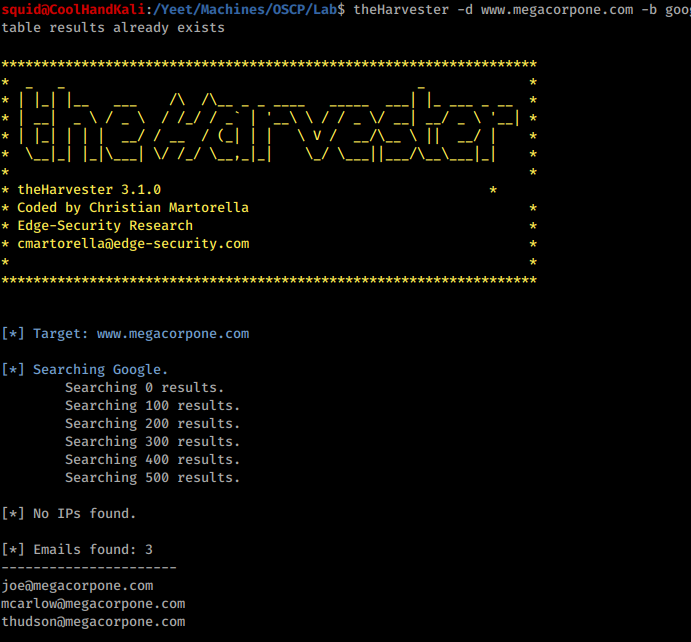 squid@CoolHandKali:/Yeet/Machines/OSCP/Lab$ theHarvester -d www.megacorpone.com -b goog
table results already exists
*******************************************************************
*  _   _                                            _             *
* | |_| |__   ___    /\  /\__ _ _ ____   _____  ___| |_ ___ _ __  *
* | __|  _ \ / _ \  / /_/ / _` | '__\ \ / / _ \/ __| __/ _ \ '__| *
* | |_| | | |  __/ / __  / (_| | |   \ V /  __/\__ \ ||  __/ |    *
*  \__|_| |_|\___| \/ /_/ \__,_|_|    \_/ \___||___/\__\___|_|    *
*                                                                 *
* theHarvester 3.1.0                                         *
* Coded by Christian Martorella                                   *
* Edge-Security Research                                          *
* cmartorella@edge-security.com                                   *
*                                                                 *
*******************************************************************
[*] Target: www.megacorpone.com
[*] Searching Google.
Searching 0 results.
Searching 100 results.
Searching 200 results.
Searching 300 results.
Searching 400 results.
Searching 500 results.
[*] No IPs found.
[*] Emails found: 3
----------------------
joe@megacorpone.com
mcarlow@megacorpone.com
thudson@megacorpone.com